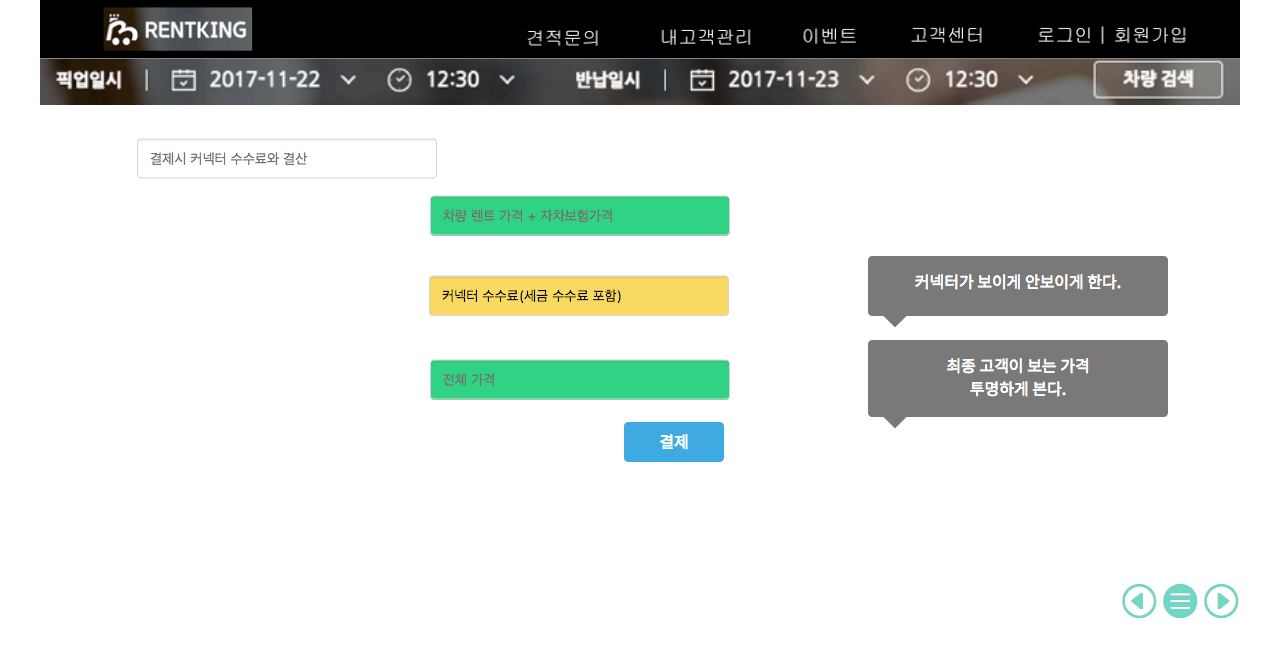 RENTKING
견적문의 내고객관리 이벤트 고객센터 로그인 | 회원가입
픽업일시 | 2017-11-22 12:30 반납일시 | 2017-11-23 12:30 차량 검색
결제시 커넥터 수수료와 결산
차량 렌트 가격 + 자차보험가격
커넥터 수수료(세금 수수료 포함)
커넥터가 보이게 안보이게 한다.
전체 가격
최종 고객이 보는 가격
투명하게 본다.
결제